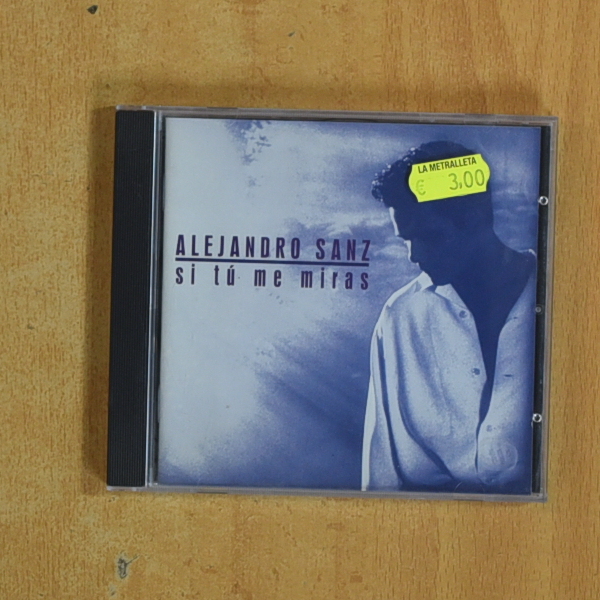 LA METRALLETA
€ 3.00
ALEJANDRO SANZ
si tú me miras